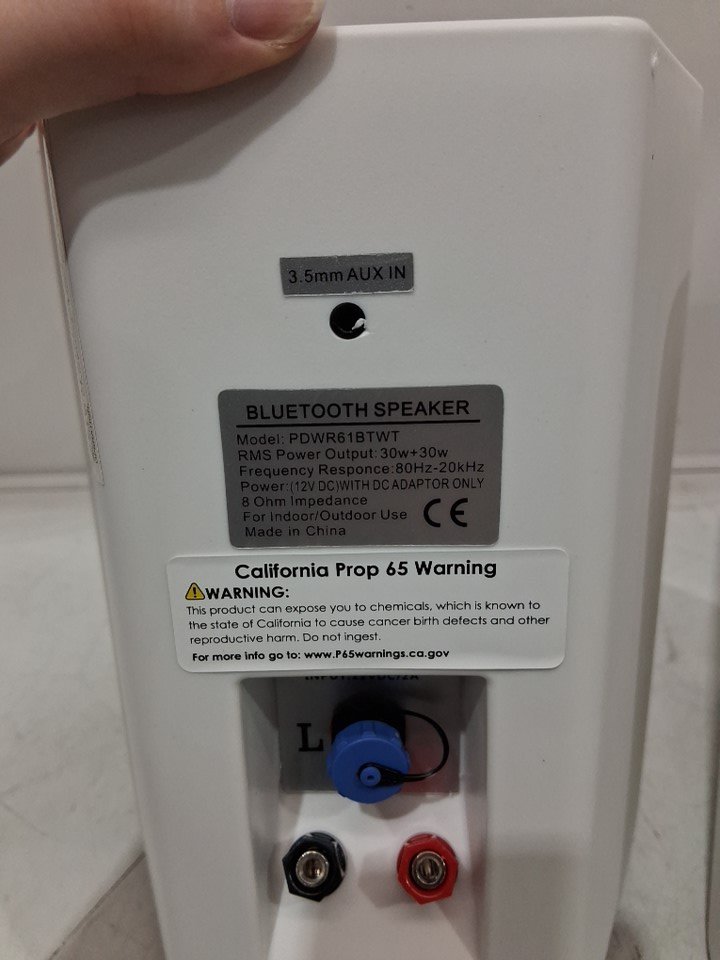 3.5mm AUX IN
BLUETOOTH SPEAKER
Model: PDWR61BTWT
RMS Power Output: 30w+30w
Frequency Responce:80Hz-20kHz
Power:(12V DC)WITH DC ADAPTOR ONLY
8 Ohm Impedance
For Indoor/Outdoor Use CE
Made in China
California Prop 65 Warning
WARNING:
This product can expose you to chemicals, which is known to
the state of California to cause cancer birth defects and other
reproductive harm. Do not ingest.
For more info go to: www.P65warnings.ca.gov
L